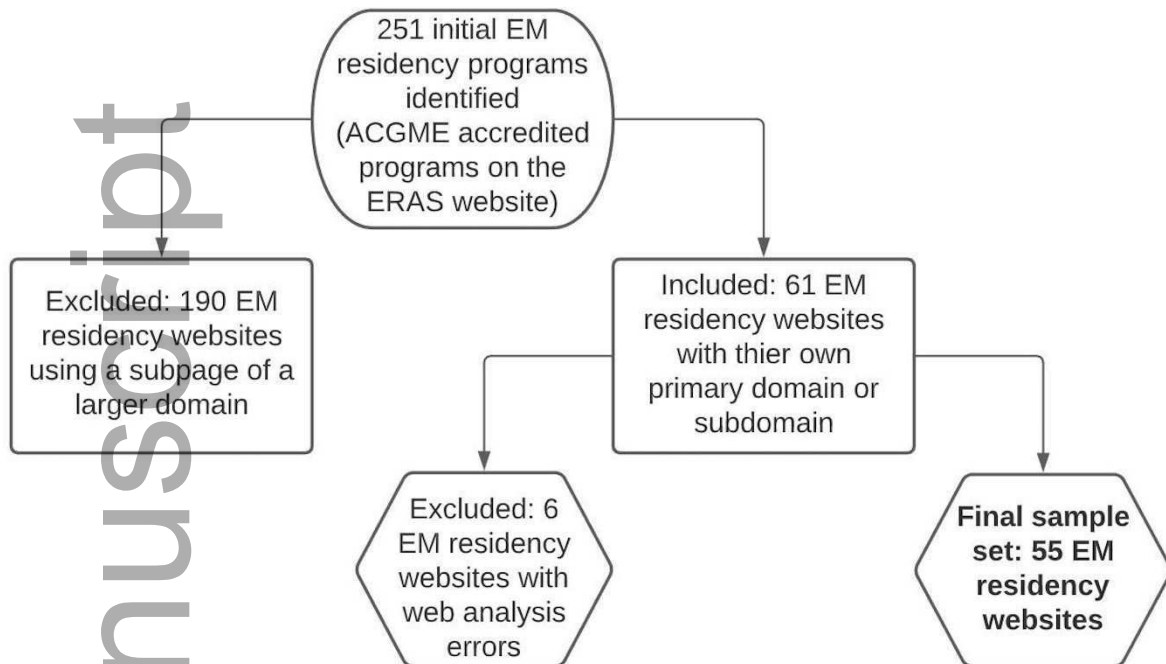 251 initial EM
residency programs
identified
(ACGME accredited
programs on the
ERAS website)
Excluded: 190 EM
residency websites
using a subpage of a
larger domain
Included: 61 EM
residency websites
with thier own
primary domain or
subdomain
Excluded: 6
EM residency
websites with
web analysis
errors
Final sample
set: 55 EM
residency
websites
nuscript